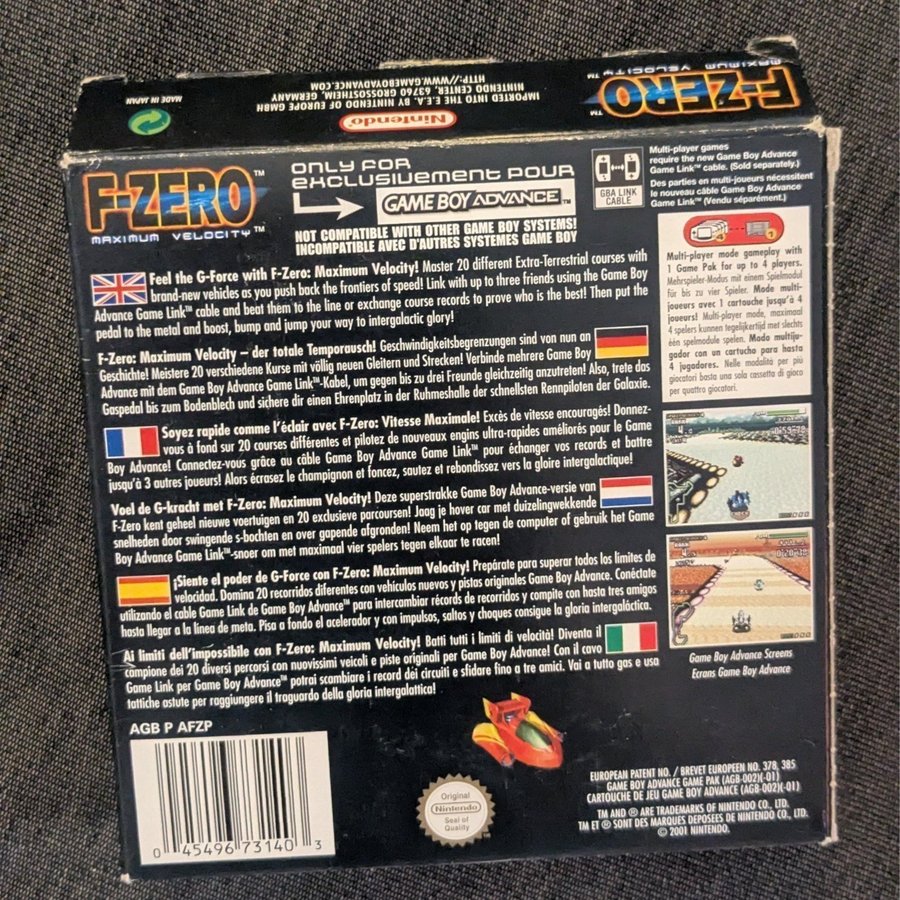 F-ZERO™
MAXIMUM VELOCITY™
Nintendo
IMPORTED INTO THE E.E.A. BY NINTENDO OF EUROPE GMBH
NINTENDO CENTER, 63760 GROSSOSTHEIM, GERMANY
HTTP://WWW.GAMEBOYADVANCE.COM
MADE IN JAPAN
F-ZERO™
MAXIMUM VELOCITY™
ONLY FOR
EXCLUSIVEMENT POUR
GAME BOY ADVANCE™
NOT COMPATIBLE WITH OTHER GAME BOY SYSTEMS!
INCOMPATIBLE AVEC D'AUTRES SYSTEMES GAME BOY
GBA LINK
CABLE
Multi-player games
require the new Game Boy Advance
Game Link™ cable. (Sold separately.)
Des parties en multi-joueurs nécessitent
le nouveau câble Game Boy Advance
Game Link™ (Vendu séparément.)
Multi-player mode gameplay with
1 Game Pak for up to 4 players.
Mehrspieler-Modus mit einem Spielmodul
für bis zu vier Spieler. Mode multi-
joueurs avec 1 cartouche jusqu'à 4
joueurs! Multi-player mode, maximaal
4 spelers kunnen tegelijkertijd met slechts
één spelmodule spelen. Modo multiju-
gador con un cartucho para hasta
4 jugadores. Nelle modalità per più
giocatori basta una sola cassetta di gioco
per quattro giocatori.
Feel the G-Force with F-Zero: Maximum Velocity! Master 20 different Extra-Terrestrial courses with
brand-new vehicles as you push back the frontiers of speed! Link with up to three friends using the Game Boy
Advance Game Link™ cable and beat them to the line or exchange course records to prove who is the best! Then put the
pedal to the metal and boost, bump and jump your way to intergalactic glory!
F-Zero: Maximum Velocity – der totale Temporausch! Geschwindigkeitsbegrenzungen sind von nun an
Geschichte! Meistere 20 verschiedene Kurse mit völlig neuen Gleitern und Strecken! Verbinde mehrere Game Boy
Advance mit dem Game Boy Advance Game Link™-Kabel, um gegen bis zu drei Freunde gleichzeitig anzutreten! Also, trete das
Gaspedal bis zum Bodenblech und sichere dir einen Ehrenplatz in der Ruhmeshalle der schnellsten Rennpiloten der Galaxie.
Soyez rapide comme l'éclair avec F-Zero: Vitesse Maximale! Excès de vitesse encouragés! Donnez-
vous à fond sur 20 courses différentes et pilotez de nouveaux engins ultra-rapides améliorés pour le Game
Boy Advance! Connectez-vous grâce au câble Game Boy Advance Game Link™ pour échanger vos records et battre
jusqu'à 3 autres joueurs! Alors écrasez le champignon et foncez, sautez et rebondissez vers la gloire intergalactique!
Voel de G-kracht met F-Zero: Maximum Velocity! Deze superstrakke Game Boy Advance-versie van
F-Zero kent geheel nieuwe voertuigen en 20 exclusieve parcoursen! Jaag je hover car met duizelingwekkende
snelheden door swingende s-bochten en over gapende afgronden! Neem het op tegen de computer of gebruik het Game
Boy Advance Game Link™-snoer om met maximaal vier spelers tegen elkaar te racen!
¡Siente el poder de G-Force con F-Zero: Maximum Velocity! Prepárate para superar todos los limites de
velocidad. Domina 20 recorridos diferentes con vehículos nuevos y pistas originales Game Boy Advance. Conéctate
utilizando el cable Game Link de Game Boy Advance™ para intercambiar récords de recorridos y compite con hasta tres amigos
hasta llegar a la linea de meta. Pisa a fondo el acelerador y con impulsos, saltos y choques consigue la gloria intergaláctica.
Ai limiti dell'impossibile con F-Zero: Maximum Velocity! Batti tutti i limiti di velocità! Diventa il
campione dei 20 diversi percorsi con nuovissimi veicoli e piste originali per Game Boy Advance! Con il cavo
Game Link per Game Boy Advance™ potrai scambiare i record dei circuiti e sfidare fino a tre amici. Vai a tutto gas e usa
tattiche astute per raggiungere il traguardo della gloria intergalattica!
Game Boy Advance Screens
Ecrans Game Boy Advance
AGB P AFZP
0 45496 73140 3
Original
Nintendo
Seal of
Quality
EUROPEAN PATENT NO. / BREVET EUROPEEN NO. 378, 385
GAME BOY ADVANCE GAME PAK (AGB-002)(-01)
CARTOUCHE DE JEU GAME BOY ADVANCE (AGB-002)(-01)
TM AND ® ARE TRADEMARKS OF NINTENDO CO., LTD.
TM ET ® SONT DES MARQUES DEPOSEES DE NINTENDO CO., LTD.
© 2001 NINTENDO.